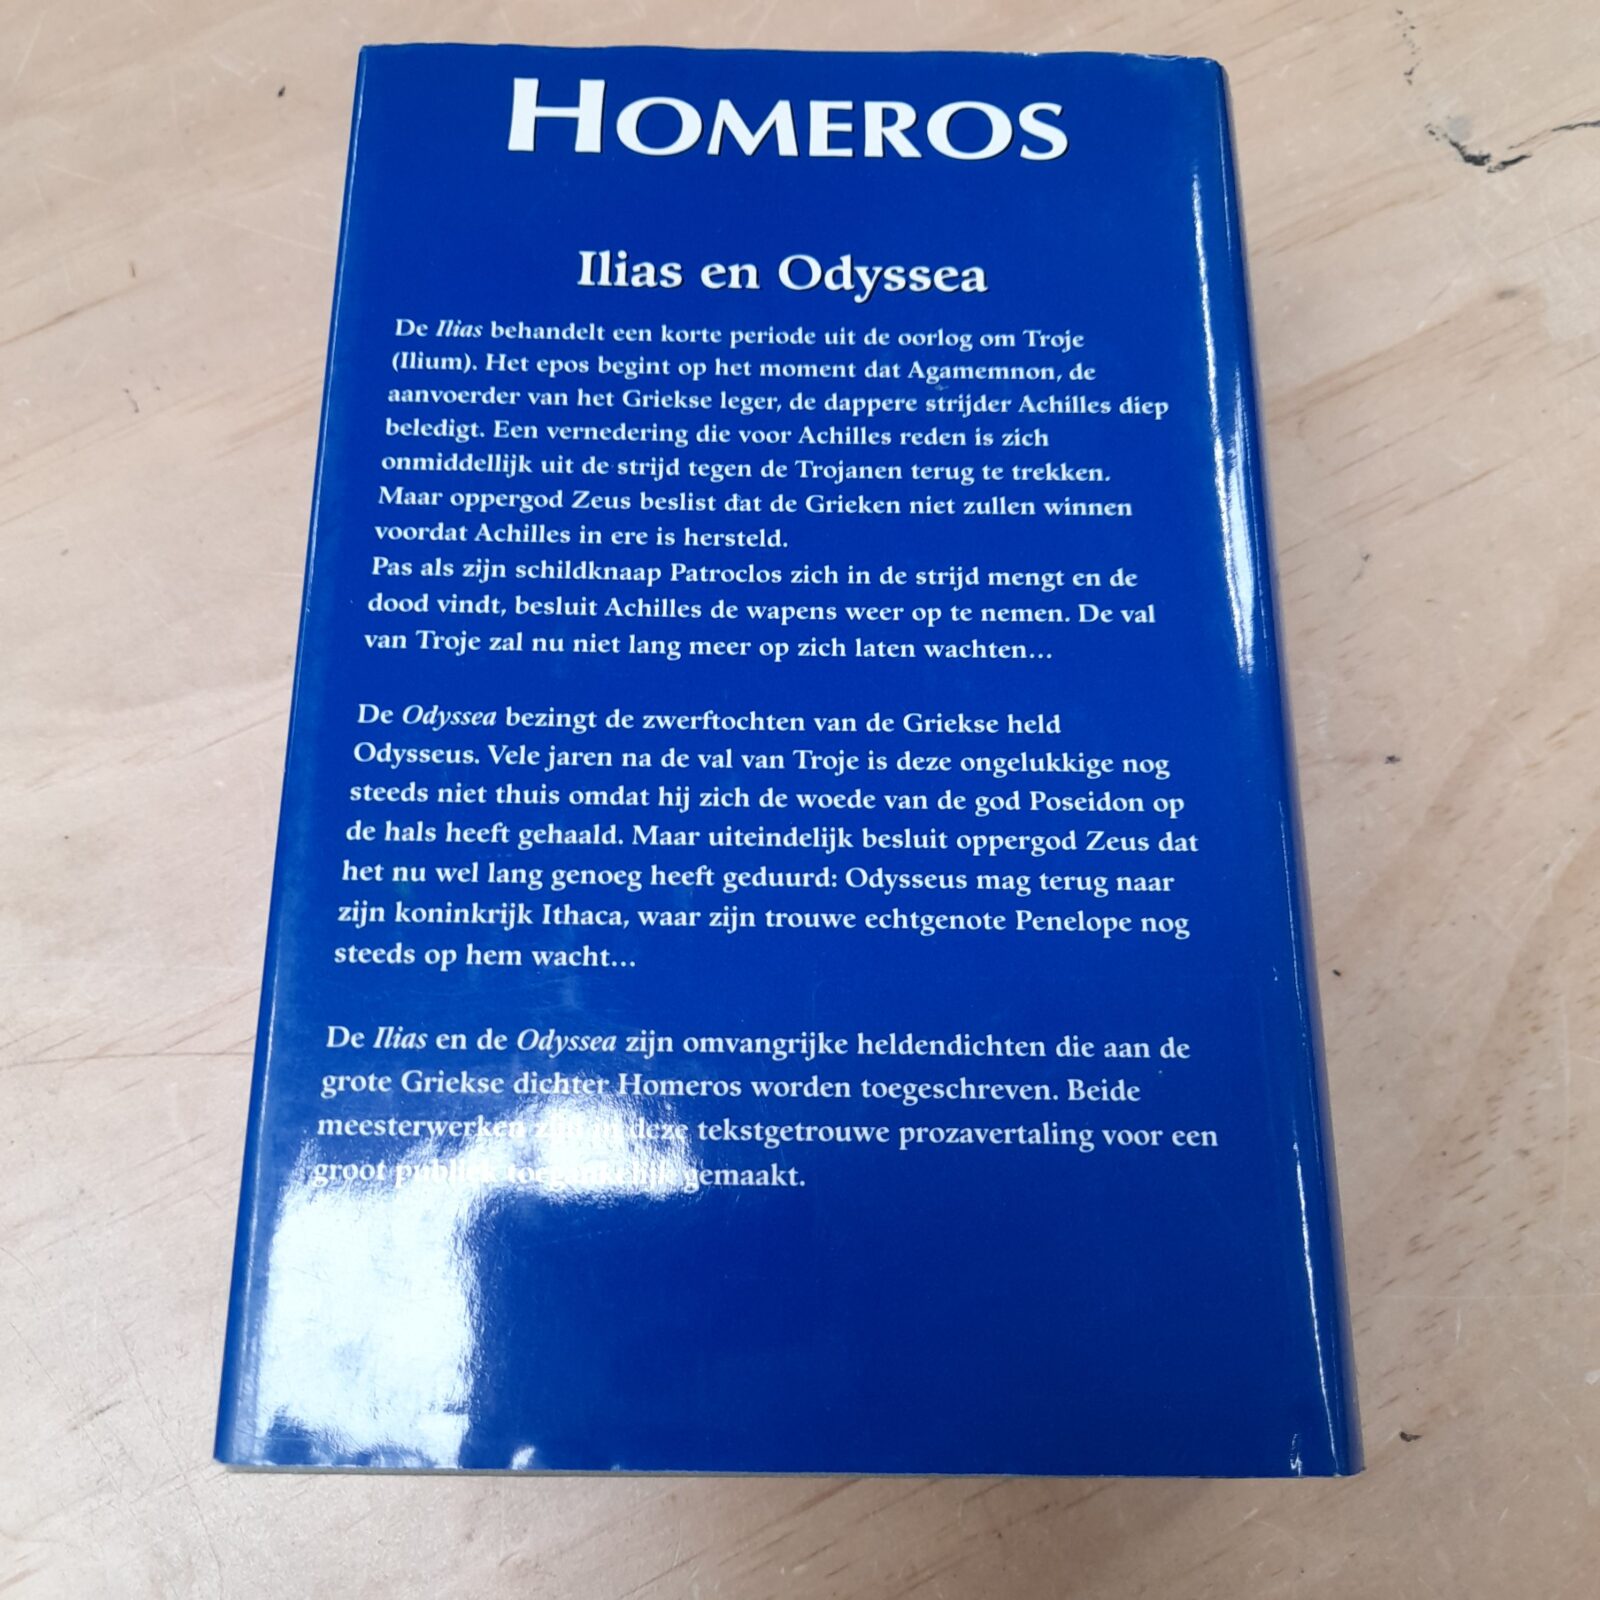 HOMEROS
Ilias en Odyssea
De Ilias behandelt een korte periode uit de oorlog om Troje
(Ilium). Het epos begint op het moment dat Agamemnon, de
aanvoerder van het Griekse leger, de dappere strijder Achilles diep
beledigt. Een vernedering die voor Achilles reden is zich
onmiddellijk uit de strijd tegen de Trojanen terug te trekken.
Maar oppergod Zeus beslist dat de Grieken niet zullen winnen
voordat Achilles in ere is hersteld.
Pas als zijn schildknaap Patroclos zich in de strijd mengt en de
dood vindt, besluit Achilles de wapens weer op te nemen. De val
van Troje zal nu niet lang meer op zich laten wachten...
De Odyssea bezingt de zwerftochten van de Griekse held
Odysseus. Vele jaren na de val van Troje is deze ongelukkige nog
steeds niet thuis omdat hij zich de woede van de god Poseidon op
de hals heeft gehaald. Maar uiteindelijk besluit oppergod Zeus dat
het nu wel lang genoeg heeft geduurd: Odysseus mag terug naar
zijn koninkrijk Ithaca, waar zijn trouwe echtgenote Penelope nog
steeds op hem wacht...
De Ilias en de Odyssea zijn omvangrijke heldendichten die aan de
grote Griekse dichter Homeros worden toegeschreven. Beide
meesterwerken zijn in deze tekstgetrouwe prozavertaling voor een
groot publiek toegankelijk gemaakt.